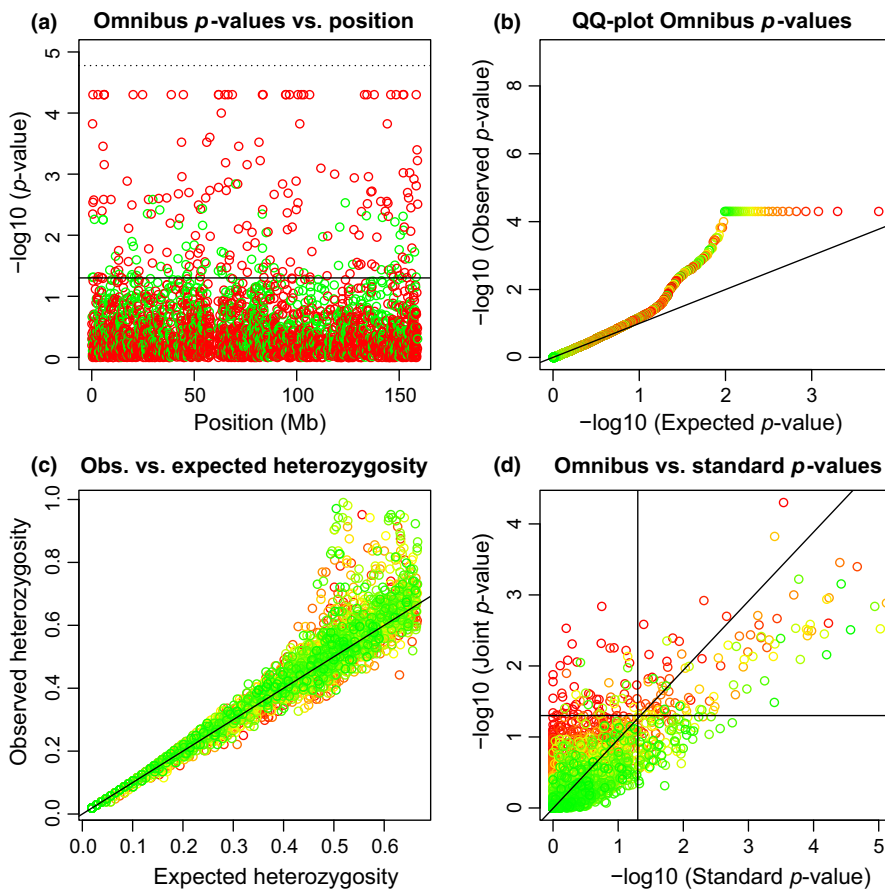 (a) Omnibus p-values vs. position
−log10 (p-value)
5
4
3
2
1
0
0 50 100 150
Position (Mb)
(b) QQ-plot Omnibus p-values
−log10 (Observed p-value)
8
6
4
2
0
0 1 2 3
−log10 (Expected p-value)
(c) Obs. vs. expected heterozygosity
Observed heterozygosity
1.0
0.8
0.6
0.4
0.2
0.0
0.0 0.1 0.2 0.3 0.4 0.5 0.6
Expected heterozygosity
(d) Omnibus vs. standard p-values
−log10 (Joint p-value)
4
3
2
1
0
0 1 2 3 4 5
−log10 (Standard p-value)